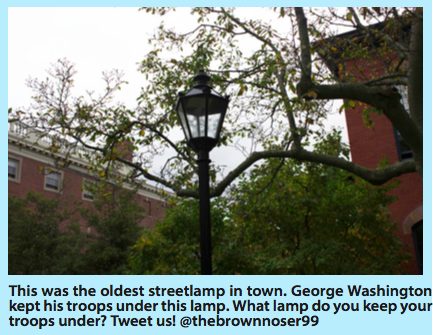 This was the oldest streetlamp in town. George Washington
kept his troops under this lamp. What lamp do you keep your
troops under? Tweet us! @thebrownnoser99